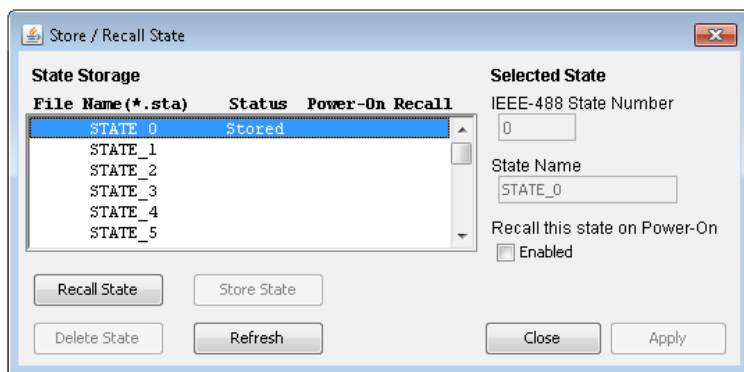 Store / Recall State
State Storage
File Name(*.sta) Status Power-On Recall
STATE_0 Stored
STATE_1
STATE_2
STATE_3
STATE_4
STATE_5
Recall State Store State
Delete State Refresh
Selected State
IEEE-488 State Number
0
State Name
STATE_0
Recall this state on Power-On
Enabled
Close Apply